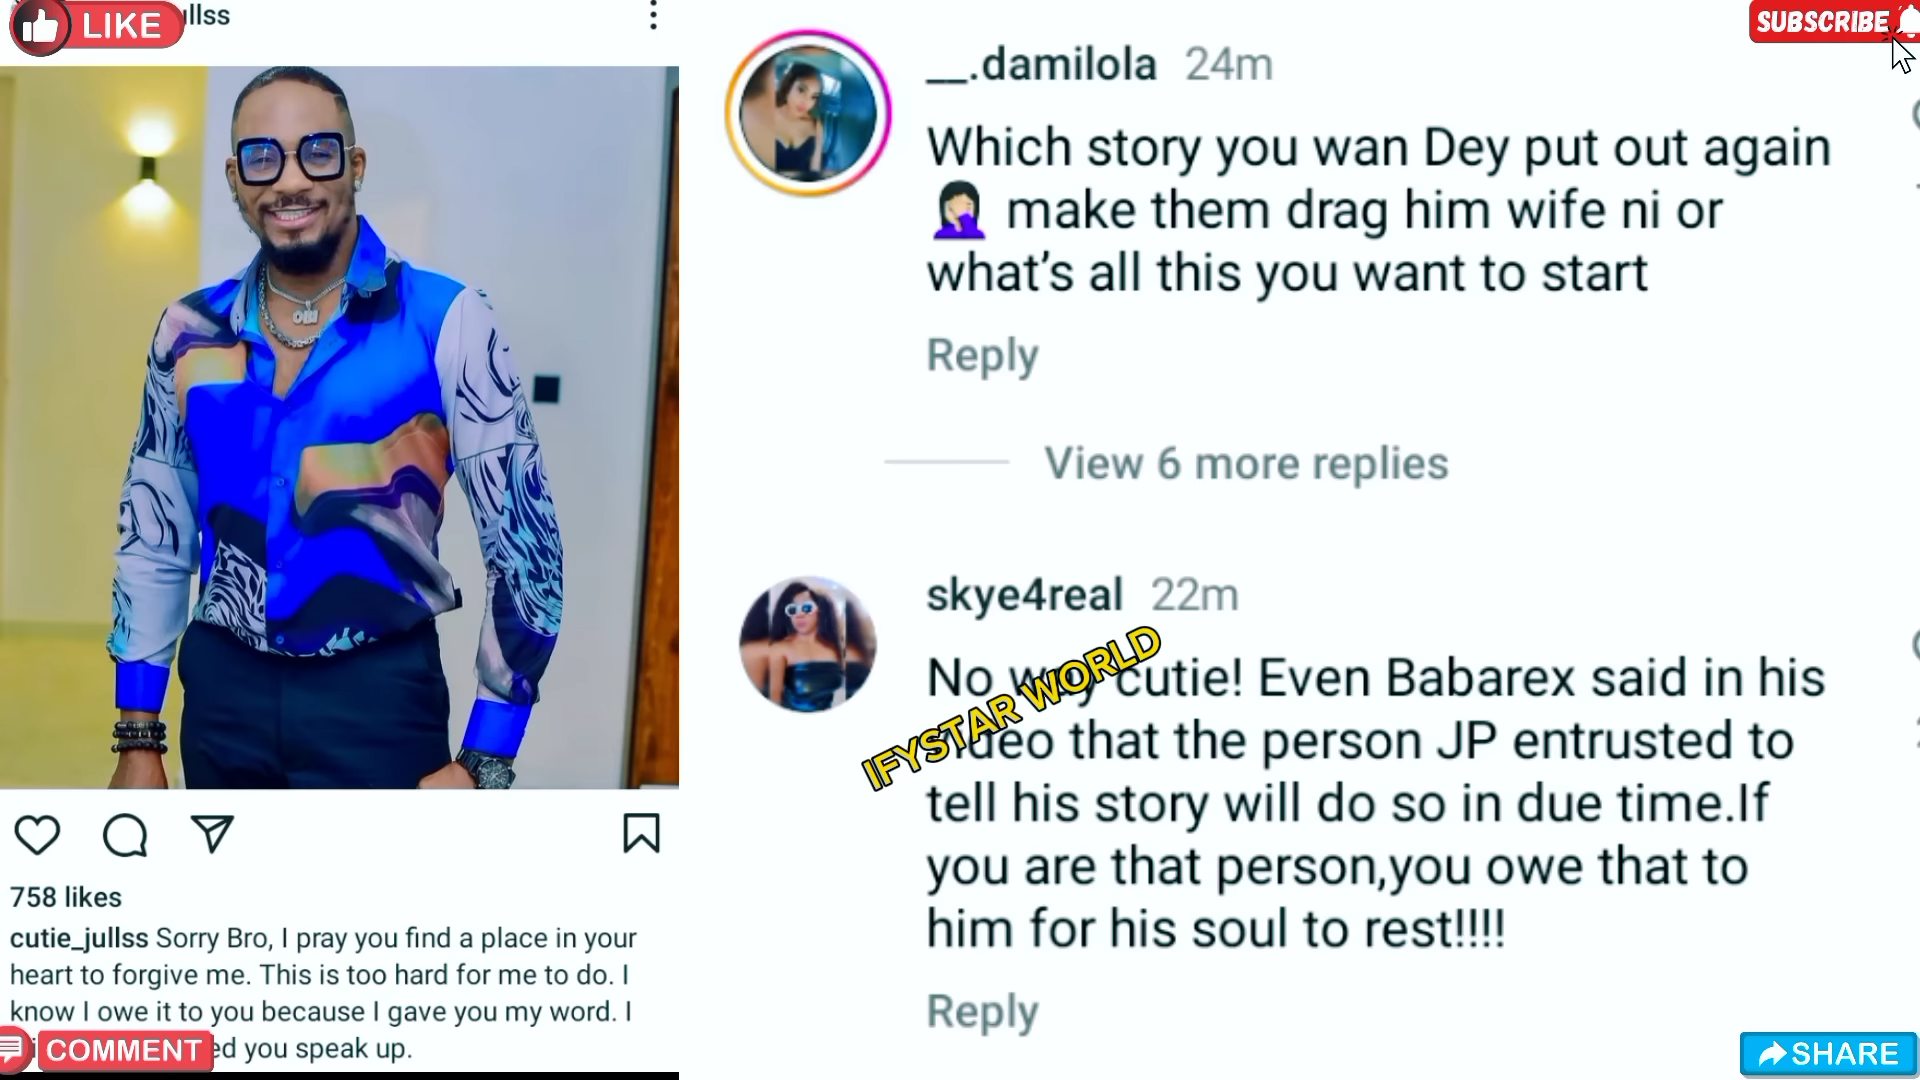 LIKE
ullss
758 likes
cutie_jullss Sorry Bro, I pray you find a place in your
heart to forgive me. This is too hard for me to do. I
know I owe it to you because I gave you my word. I
COMMENT
ed you speak up.
SUBSCRIBE
__.damilola 24m
Which story you wan Dey put out again
🤦🏻‍♀️ make them drag him wife ni or
what's all this you want to start
Reply
View 6 more replies
skye4real 22m
No way cutie! Even Babarex said in his
video that the person JP entrusted to
tell his story will do so in due time.If
you are that person,you owe that to
him for his soul to rest!!!!
Reply
IFYSTAR WORLD
SHARE